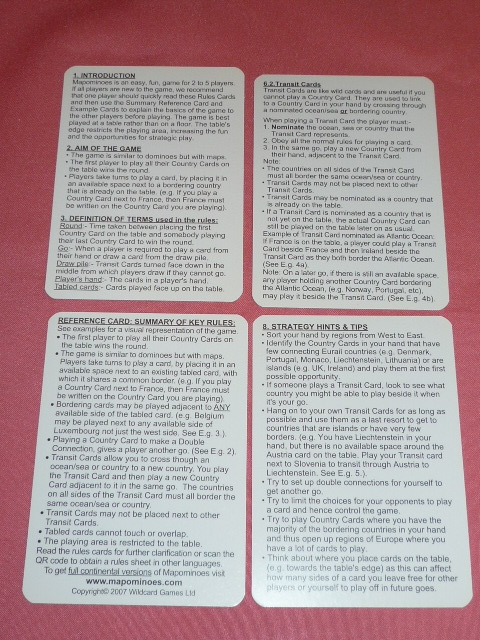 1. INTRODUCTION
Mapominoes is an easy, fun, game for 2 to 5 players.
If all players are new to the game, we recommend
that one player should quickly read these Rules Cards
and then use the Summary Reference Card and
Example Cards to explain the basics of the game to
the other players before playing. The game is best
played at a table rather than on a floor. The table's
edge restricts the playing area, increasing the fun
and the opportunities for strategic play.
2. AIM OF THE GAME
• The game is similar to dominoes but with maps.
• The first player to play all their Country Cards on
the table wins the round.
• Players take turns to play a card, by placing it in
an available space next to a bordering country
that is already on the table. (e.g. If you play a
Country Card next to France, then France must
be written on the Country Card you are playing).
3. DEFINITION OF TERMS used in the rules:
Round:- Time taken between placing the first
Country Card on the table and somebody playing
their last Country Card to win the round.
Go:- When a player is required to play a card from
their hand or draw a card from the draw pile.
Draw pile:- Transit Cards turned face down in the
middle from which players draw if they cannot go.
Player's hand:- The cards in a player's hand.
Tabled cards:- Cards played face up on the table.
6.2 Transit Cards
Transit Cards are like wild cards and are useful if you
cannot play a Country Card. They are used to link
to a Country Card in your hand by crossing through
a nominated ocean/sea or bordering country.
When playing a Transit Card the player must:-
1. Nominate the ocean, sea or country that the
Transit Card represents.
2. Obey all the normal rules for playing a card.
3. In the same go, play a new Country Card from
their hand, adjacent to the Transit Card.
Note:
• The countries on all sides of the Transit Card
must all border the same ocean/sea or country.
• Transit Cards may not be placed next to other
Transit Cards.
• Transit Cards may be nominated as a country that
is already on the table.
• If a Transit Card is nominated as a country that is
not yet on the table, the actual Country Card can
still be played on the table later on as usual.
Example of Transit Card nominated as Atlantic Ocean:
If France is on the table, a player could play a Transit
Card beside France and then Ireland beside the
Transit Card as they both border the Atlantic Ocean.
(See E.g. 4a).
Note: On a later go, if there is still an available space,
any player holding another Country Card bordering
the Atlantic Ocean, (e.g. Norway, Portugal, etc),
may play it beside the Transit Card. (See E.g. 4b).
REFERENCE CARD: SUMMARY OF KEY RULES:
See examples for a visual representation of the game.
• The first player to play all their Country Cards on
the table wins the round.
• The game is similar to dominoes but with maps.
Players take turns to play a card, by placing it in an
available space next to an existing tabled card, with
which it shares a common border. (e.g. If you play
a Country Card next to France, then France must
be written on the Country Card you are playing).
• Bordering cards may be played adjacent to ANY
available side of the tabled card. (e.g. Belgium
may be played next to any available side of
Luxembourg not just the west side. See E.g. 3.).
• Playing a Country Card to make a Double
Connection, gives a player another go. (See E.g. 2).
• Transit Cards allow you to cross though an
ocean/sea or country to a new country. You play
the Transit Card and then play a new Country
Card adjacent to it in the same go. The countries
on all sides of the Transit Card must all border the
same ocean/sea or country.
• Transit Cards may not be placed next to other
Transit Cards.
• Tabled cards cannot touch or overlap.
• The playing area is restricted to the table.
Read the rules cards for further clarification or scan the
QR code to obtain a rules sheet in other languages.
To get full continental versions of Mapominoes visit
www.mapominoes.com
Copyright© 2007 Wildcard Games Ltd
8. STRATEGY HINTS & TIPS
• Sort your hand by regions from West to East.
• Identify the Country Cards in your hand that have
few connecting Eurail countries (e.g. Denmark,
Portugal, Monaco, Liechtenstein, Lithuania) or are
islands (e.g. UK, Ireland) and play them at the first
possible opportunity.
• If someone plays a Transit Card, look to see what
country you might be able to play beside it when
it's your go.
• Hang on to your own Transit Cards for as long as
possible and use them as a last resort to get to
countries that are islands or have very few
borders. (e.g. You have Liechtenstein in your
hand, but there is no available space around the
Austria card on the table. Play your Transit card
next to Slovenia to transit through Austria to
Liechtenstein. See E.g. 5.).
• Try to set up double connections for yourself to
get another go.
• Try to limit the choices for your opponents to play
a card and hence control the game.
• Try to play Country Cards where you have the
majority of the bordering countries in your hand
and thus open up regions of Europe where you
have a lot of cards to play.
• Think about where you place cards on the table,
(e.g. towards the table's edge) as this can affect
how many sides of a card you leave free for other
players or yourself to play off in future goes.